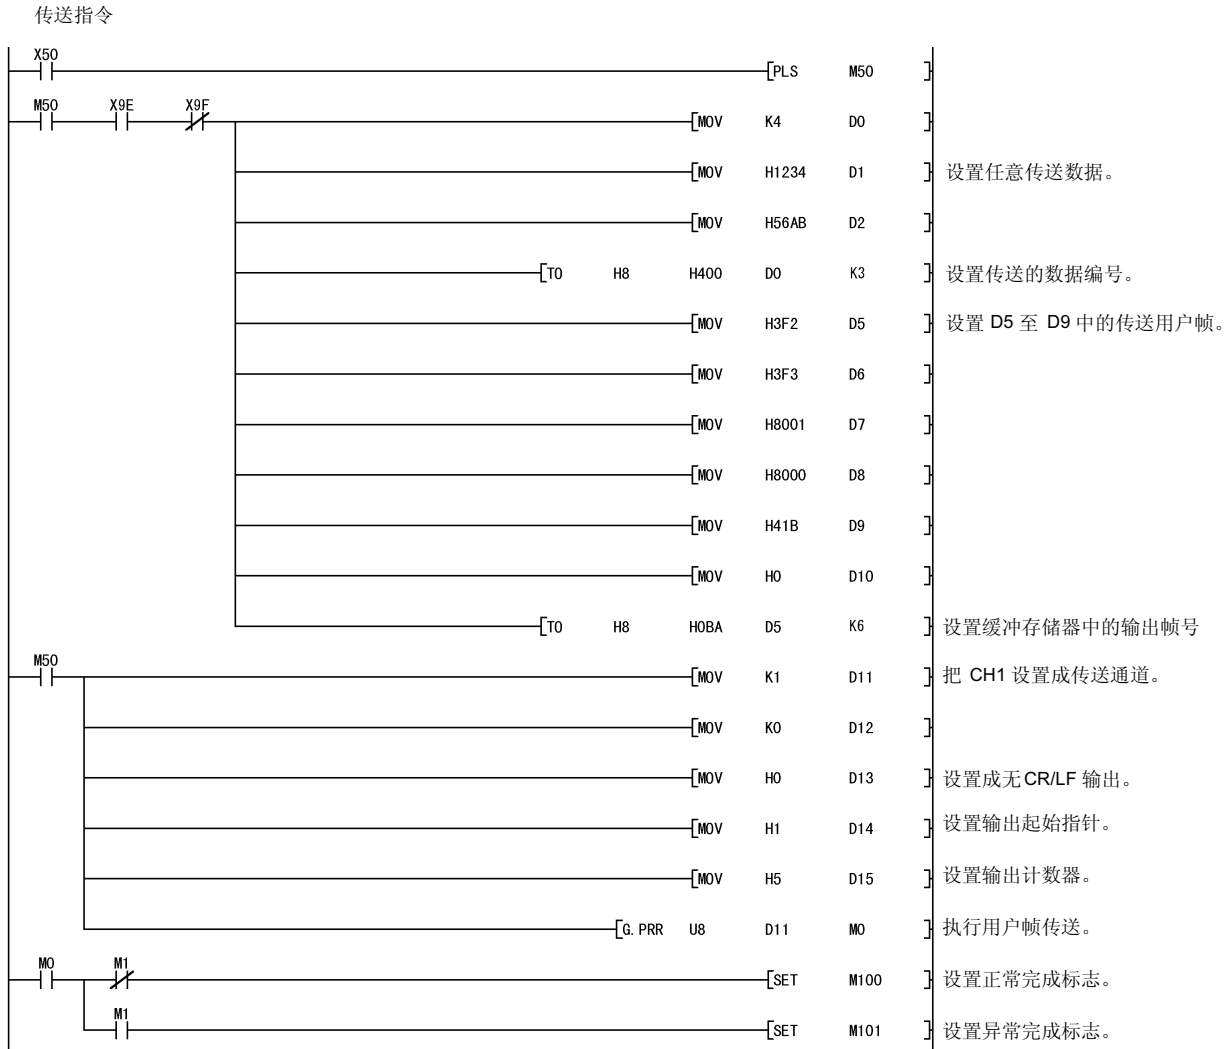 传送指令
X50
PLS M50
M50 X9E X9F
MOV K4 D0
MOV H1234 D1 设置任意传送数据。
MOV H56AB D2
TO H8 H400 D0 K3 设置传送的数据编号。
MOV H3F2 D5 设置 D5 至 D9 中的传送用户帧。
MOV H3F3 D6
MOV H8001 D7
MOV H8000 D8
MOV H41B D9
MOV H0 D10
TO H8 H0BA D5 K6 设置缓冲存储器中的输出帧号
M50
MOV K1 D11 把 CH1 设置成传送通道。
MOV K0 D12
MOV H0 D13 设置成无CR/LF 输出。
MOV H1 D14 设置输出起始指针。
MOV H5 D15 设置输出计数器。
G.PRR U8 D11 M0 执行用户帧传送。
M0 M1
SET M100 设置正常完成标志。
M1
SET M101 设置异常完成标志。